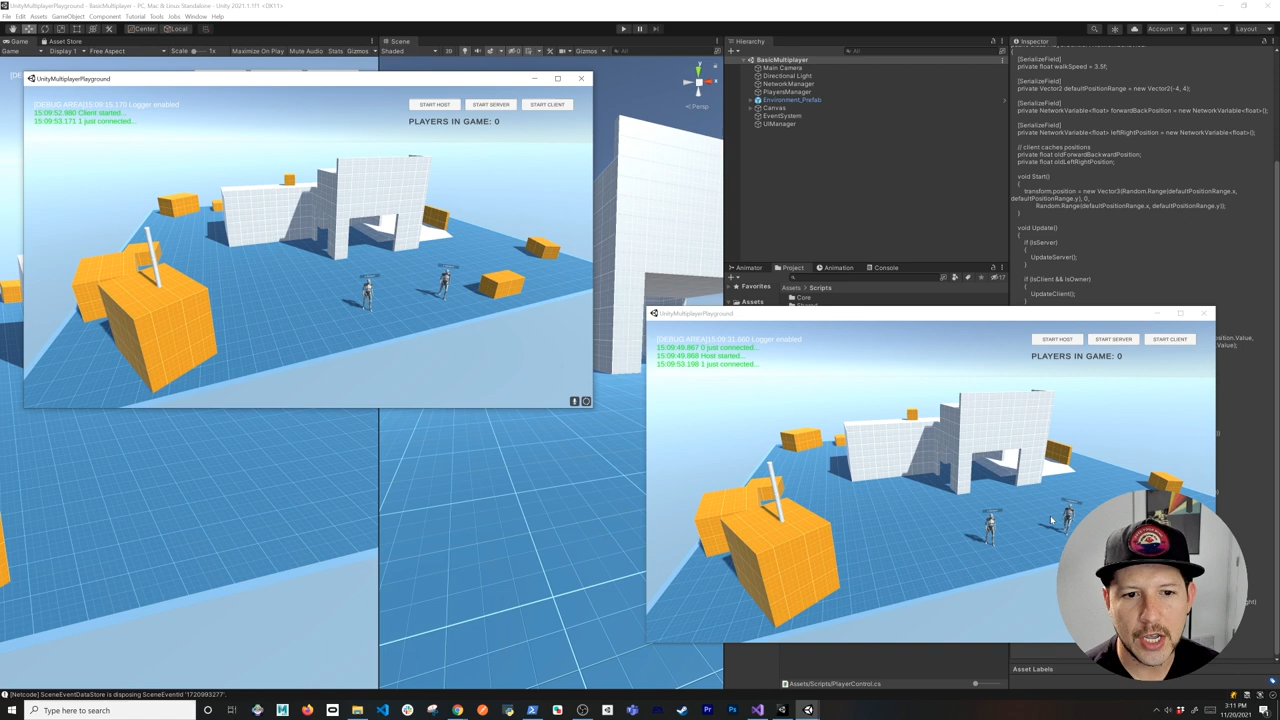 UnityMultiplayerPlayground - BasicMultiplayer - PC, Mac & Linux Standalone - Unity 2021.1.1f1 <DX11>
File Edit Assets GameObject Component Tutorial Tools Jobs Window Help
Center Local
Account Layers Layout
Game Asset Store
Display 1 Free Aspect Scale 1x Maximize On Play Mute Audio Stats Gizmos
Scene
Shaded 2D Gizmos All
Persp
UnityMultiplayerPlayground
[DEBUG AREA]15:09:15.170 Logger enabled
15:09:52.980 Client started...
15:09:53.171 1 just connected...
START HOST START SERVER START CLIENT
PLAYERS IN GAME: 0
Hierarchy
All
BasicMultiplayer
Main Camera
Directional Light
NetworkManager
PlayersManager
Environment_Prefab
Canvas
EventSystem
UIManager
Animator Project Animation Console
17
Favorites
Assets
Assets > Scripts
Core
Inspector
[SerializeField]
private float walkSpeed = 3.5f;
[SerializeField]
private Vector2 defaultPositionRange = new Vector2(-4, 4);
[SerializeField]
private NetworkVariable<float> forwardBackPosition = new NetworkVariable<float>();
[SerializeField]
private NetworkVariable<float> leftRightPosition = new NetworkVariable<float>();
// client caches positions
private float oldForwardBackwardPosition;
private float oldLeftRightPosition;
void Start()
{
transform.position = new Vector3(Random.Range(defaultPositionRange.x,
defaultPositionRange.y), 0,
Random.Range(defaultPositionRange.x, defaultPositionRange.y));
}
void Update()
{
if (IsServer)
{
UpdateServer();
}
if (IsClient && IsOwner)
{
UpdateClient();
}
UnityMultiplayerPlayground
[DEBUG AREA]15:09:31.660 Logger enabled
15:09:49.867 0 just connected...
15:09:49.868 Host started...
15:09:53.198 1 just connected...
START HOST START SERVER START CLIENT
PLAYERS IN GAME: 0
Asset Labels
Assets/Scripts/PlayerControl.cs
[Netcode] SceneEventDataStore is disposing SceneEventId '1720993277'.
Type here to search
3:11 PM
11/20/2021